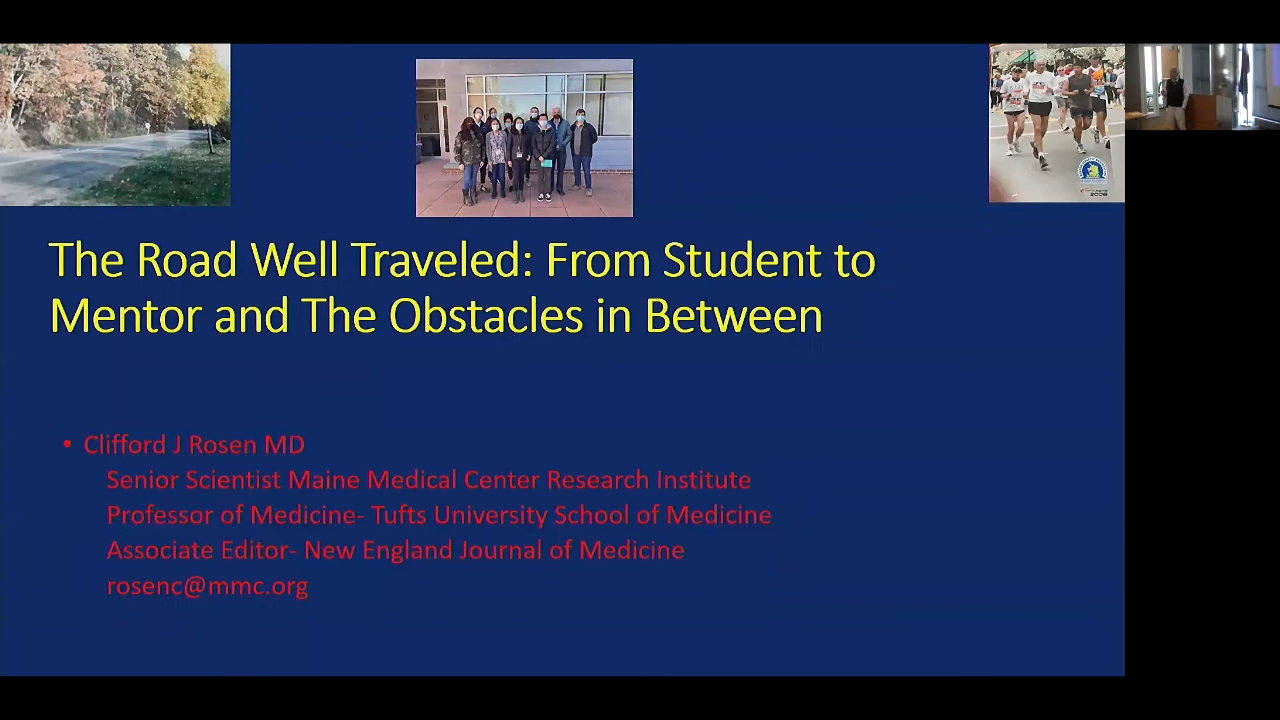 The Road Well Traveled: From Student to
Mentor and The Obstacles in Between
• Clifford J Rosen MD
Senior Scientist Maine Medical Center Research Institute
Professor of Medicine- Tufts University School of Medicine
Associate Editor- New England Journal of Medicine
rosenc@mmc.org